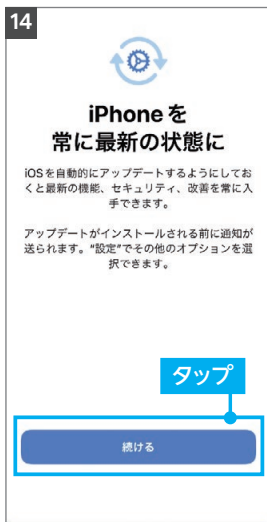 14
iPhoneを
常に最新の状態に
iOSを自動的にアップデートするようにしてお
くと最新の機能、セキュリティ、改善を常に入
手できます。
アップデートがインストールされる前に通知が
送られます。“設定”でその他のオプションを選
択できます。
タップ
続ける